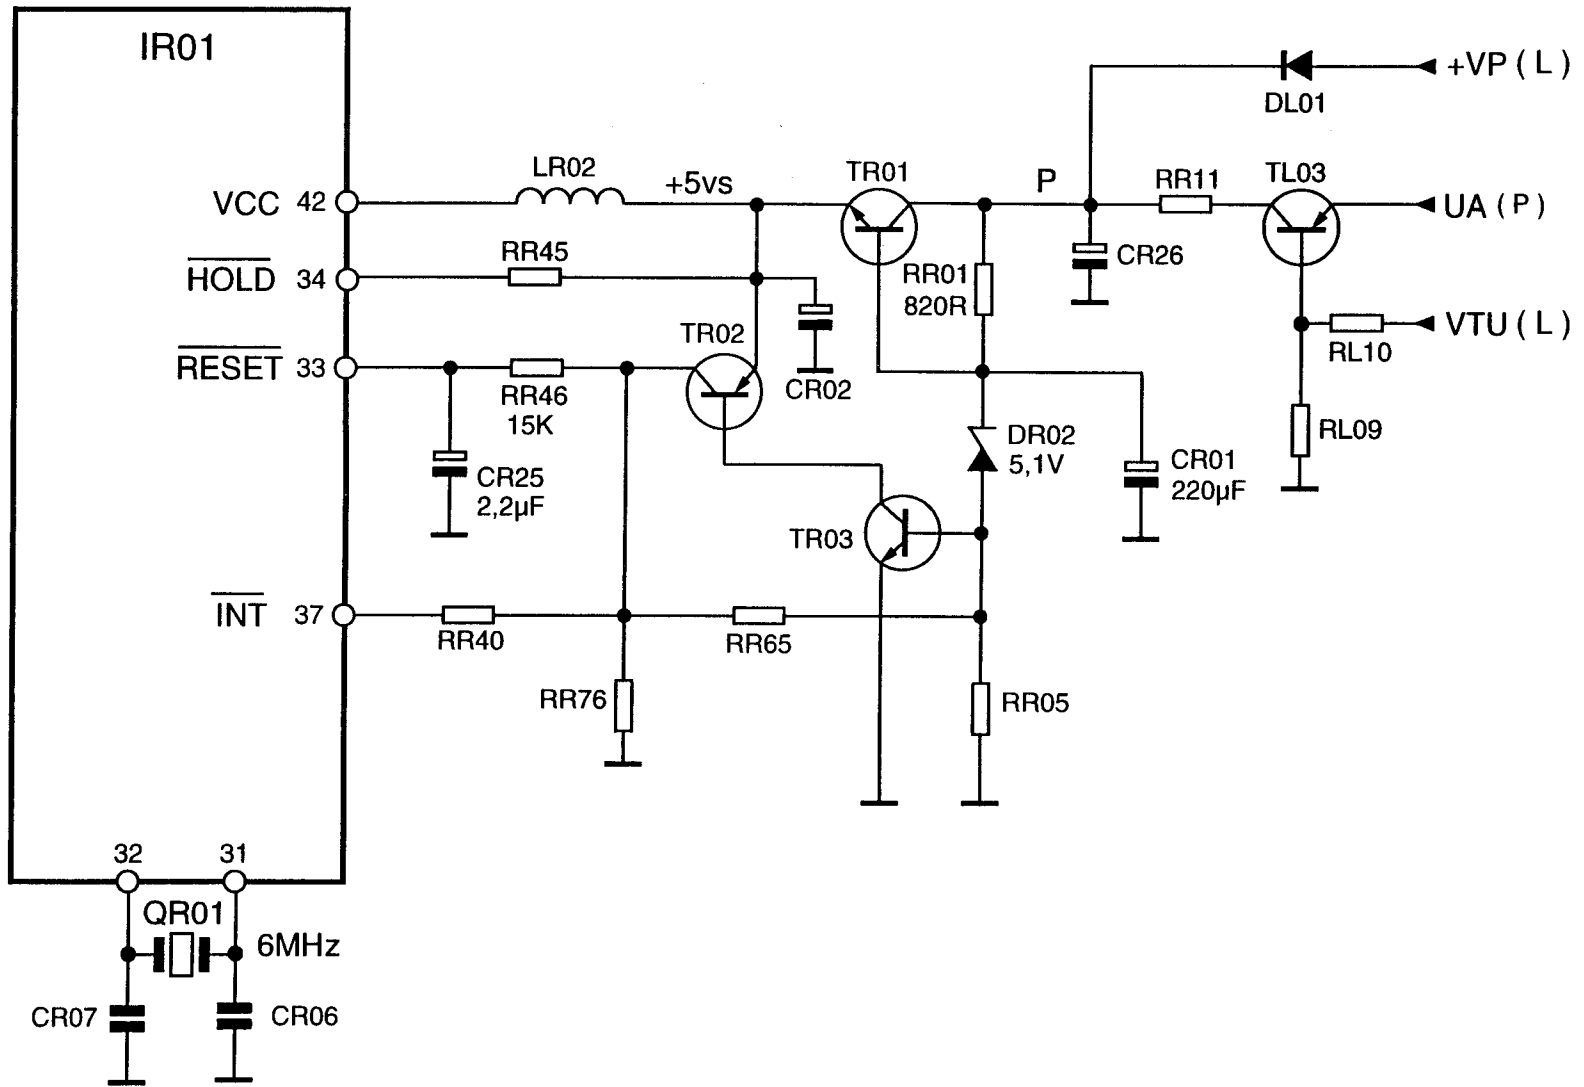 IR01
+VP ( L )
DL01
LR02
+5vs
TR01
P
RR11
TL03
VCC 42
UA ( P )
HOLD 34
RR45
RR01
820R
CR26
TR02
VTU ( L )
RL10
RESET 33
RR46
15K
CR02
RL09
DR02
5,1V
CR01
220µF
CR25
2,2µF
TR03
INT 37
RR40
RR65
RR76
RR05
32 31
QR01
6MHz
CR07
CR06